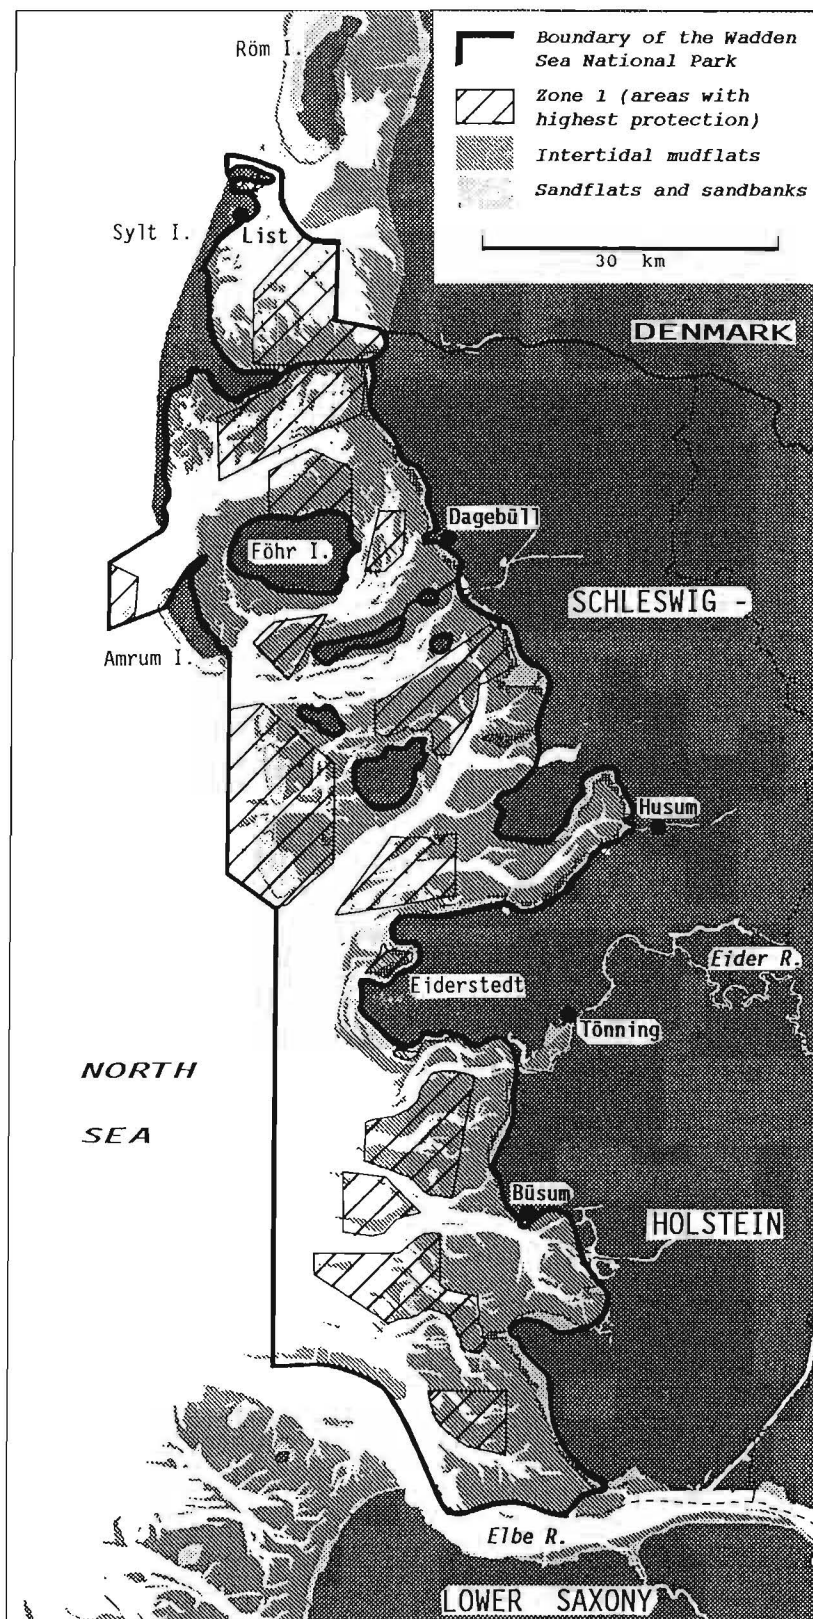 Röm I.
Boundary of the Wadden
Sea National Park
Zone 1 (areas with
highest protection)
Intertidal mudflats
Sandflats and sandbanks
30 km
Sylt I.
List
DENMARK
Dagebüll
Föhr I.
SCHLESWIG -
Amrum I.
Husum
Eider R.
Eiderstedt
Tönning
NORTH
SEA
Büsum
HOLSTEIN
Elbe R.
LOWER SAXONY